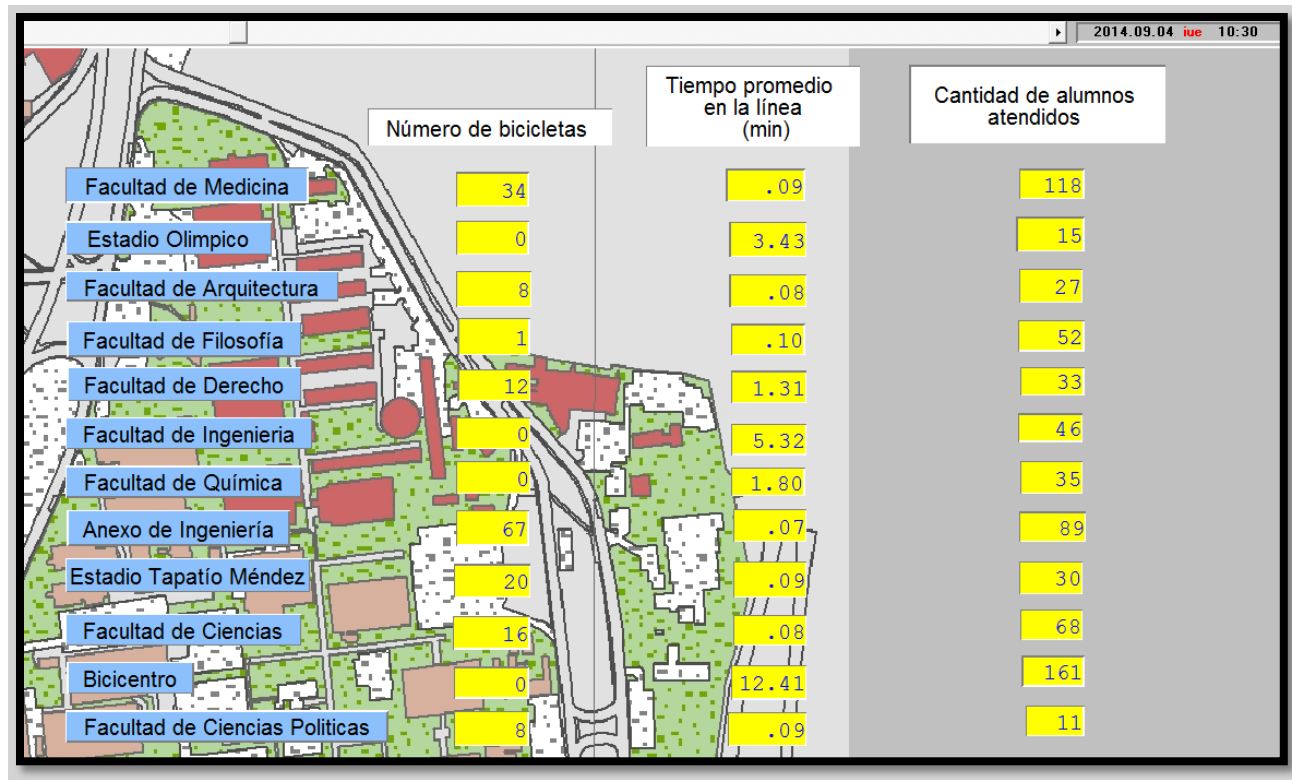 2014.09.04 iue 10:30
Tiempo promedio
en la línea
(min)
Cantidad de alumnos
atendidos
Número de bicicletas
Facultad de Medicina 34 .09 118
Estadio Olimpico 0 3.43 15
Facultad de Arquitectura 8 .08 27
Facultad de Filosofía 1 .10 52
Facultad de Derecho 12 1.31 33
Facultad de Ingenieria 0 5.32 46
Facultad de Química 0 1.80 35
Anexo de Ingeniería 67 .07 89
Estadio Tapatío Méndez 20 .09 30
Facultad de Ciencias 16 .08 68
Bicicentro 0 12.41 161
Facultad de Ciencias Politicas 8 .09 11